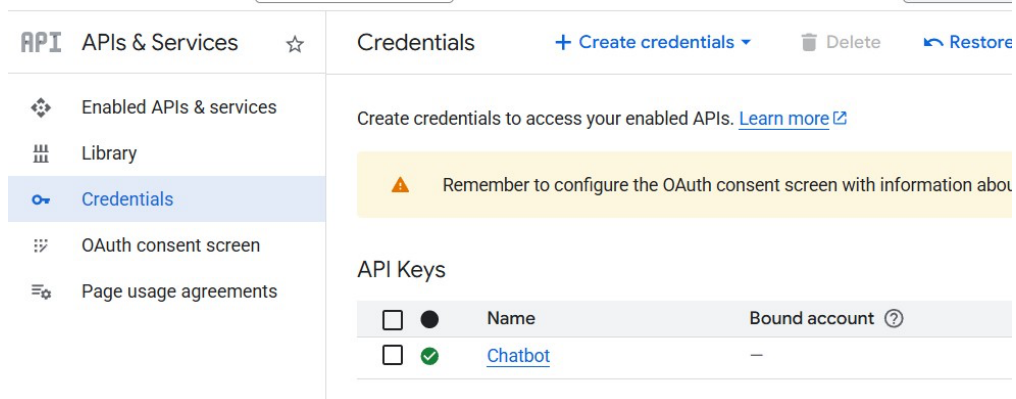 API APIs & Services
Enabled APIs & services
Library
Credentials
OAuth consent screen
Page usage agreements
Credentials + Create credentials Delete Restore
Create credentials to access your enabled APIs. Learn more
Remember to configure the OAuth consent screen with information abou
API Keys
Name Bound account ?
Chatbot —